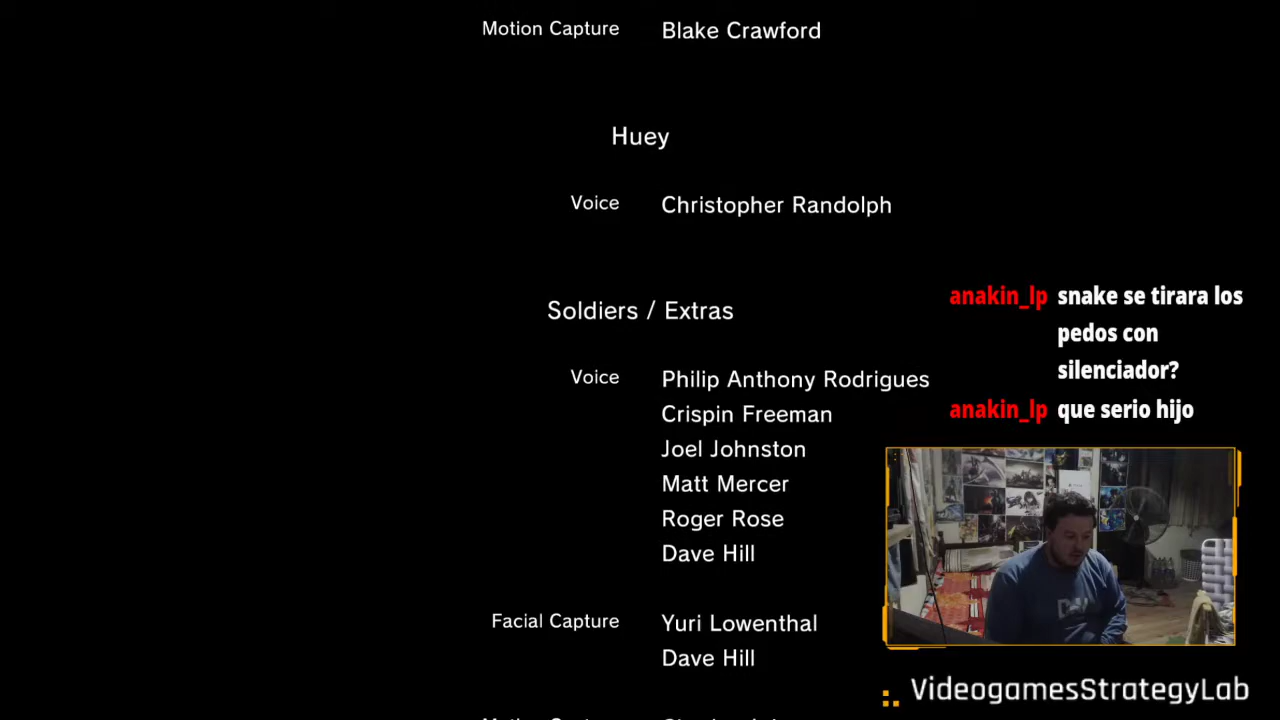 Motion Capture Blake Crawford
Huey
Voice Christopher Randolph
Soldiers / Extras
Voice Philip Anthony Rodrigues
Crispin Freeman
Joel Johnston
Matt Mercer
Roger Rose
Dave Hill
Facial Capture Yuri Lowenthal
Dave Hill
anakin_lp snake se tirara los
pedos con
silenciador?
anakin_lp que serio hijo
VideogamesStrategyLab